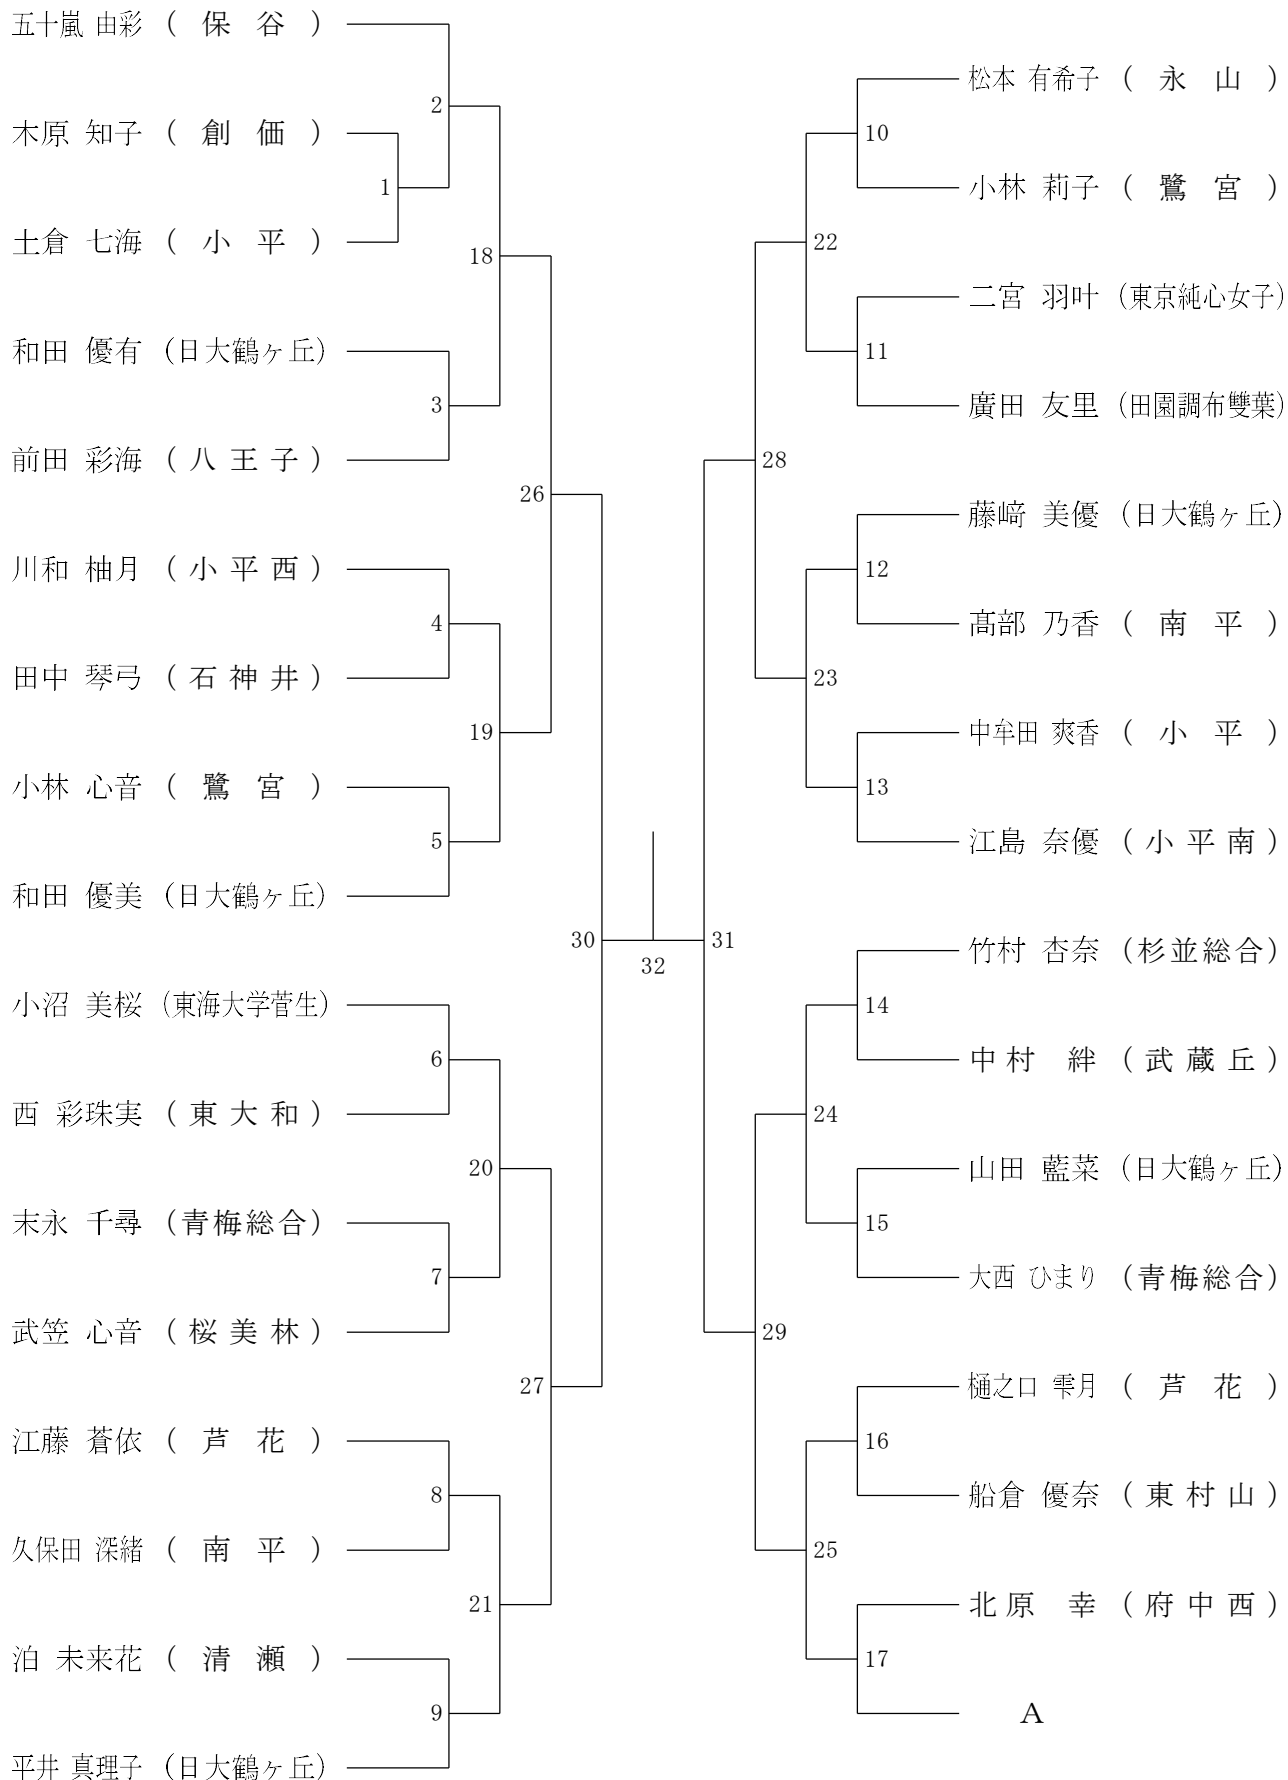 五十嵐 由彩 ( 保 谷 )
木原 知子 ( 創 価 )
土倉 七海 ( 小 平 )
和田 優有 (日大鶴ヶ丘)
前田 彩海 ( 八 王 子 )
川和 柚月 ( 小 平 西 )
田中 琴弓 ( 石 神 井 )
小林 心音 ( 鷺 宮 )
和田 優美 (日大鶴ヶ丘)
小沼 美桜 (東海大学菅生)
西 彩珠実 ( 東 大 和 )
末永 千尋 (青梅総合)
武笠 心音 ( 桜 美 林 )
江藤 蒼依 ( 芦 花 )
久保田 深緒 ( 南 平 )
泊 未来花 ( 清 瀬 )
平井 真理子 (日大鶴ヶ丘)
1
2
3
4
5
6
7
8
9
18
19
20
21
26
27
30
32
31
28
29
22
23
24
25
10
11
12
13
14
15
16
17
松本 有希子 ( 永 山 )
小林 莉子 ( 鷺 宮 )
二宮 羽叶 (東京純心女子)
廣田 友里 (田園調布雙葉)
藤﨑 美優 (日大鶴ヶ丘)
髙部 乃香 ( 南 平 )
中牟田 爽香 ( 小 平 )
江島 奈優 ( 小 平 南 )
竹村 杏奈 (杉並総合)
中村 絆 ( 武 蔵 丘 )
山田 藍菜 (日大鶴ヶ丘)
大西 ひまり (青梅総合)
樋之口 雫月 ( 芦 花 )
船倉 優奈 ( 東 村 山 )
北原 幸 ( 府 中 西 )
A